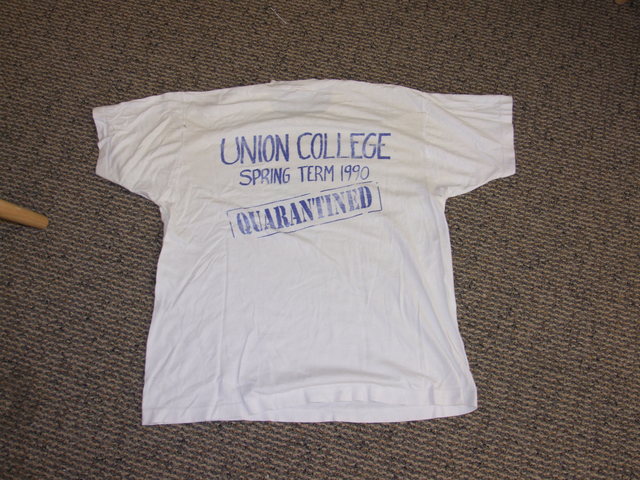 UNION COLLEGE
SPRING TERM 1990
QUARANTINED